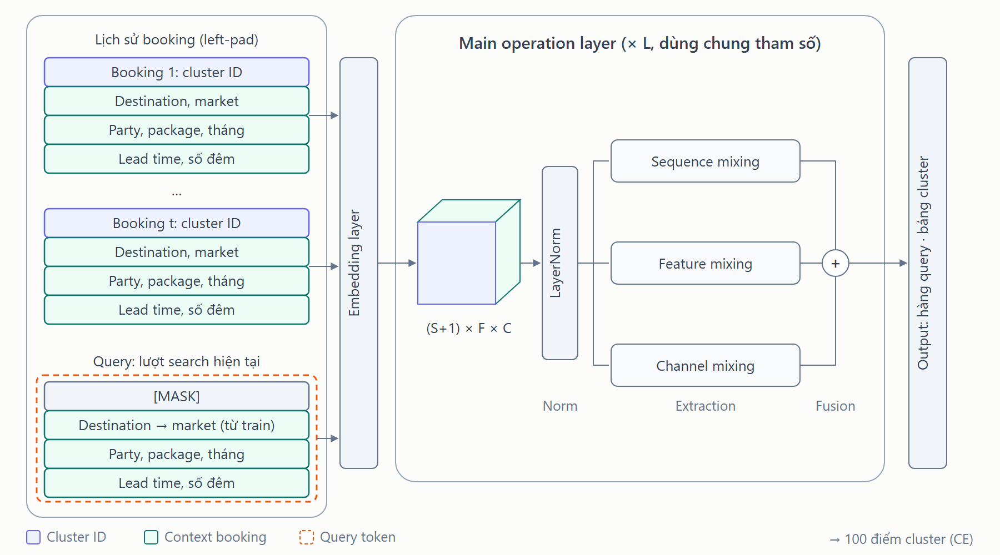 Lịch sử booking (left-pad)
Booking 1: cluster ID
Destination, market
Party, package, tháng
Lead time, số đêm
...
Booking t: cluster ID
Destination, market
Party, package, tháng
Lead time, số đêm
Query: lượt search hiện tại
[MASK]
Destination → market (từ train)
Party, package, tháng
Lead time, số đêm
Embedding layer
Main operation layer (× L, dùng chung tham số)
(S+1) × F × C
LayerNorm
Sequence mixing
Feature mixing
Channel mixing
+
Norm
Extraction
Fusion
Output: hàng query · bảng cluster
Cluster ID
Context booking
Query token
→ 100 điểm cluster (CE)